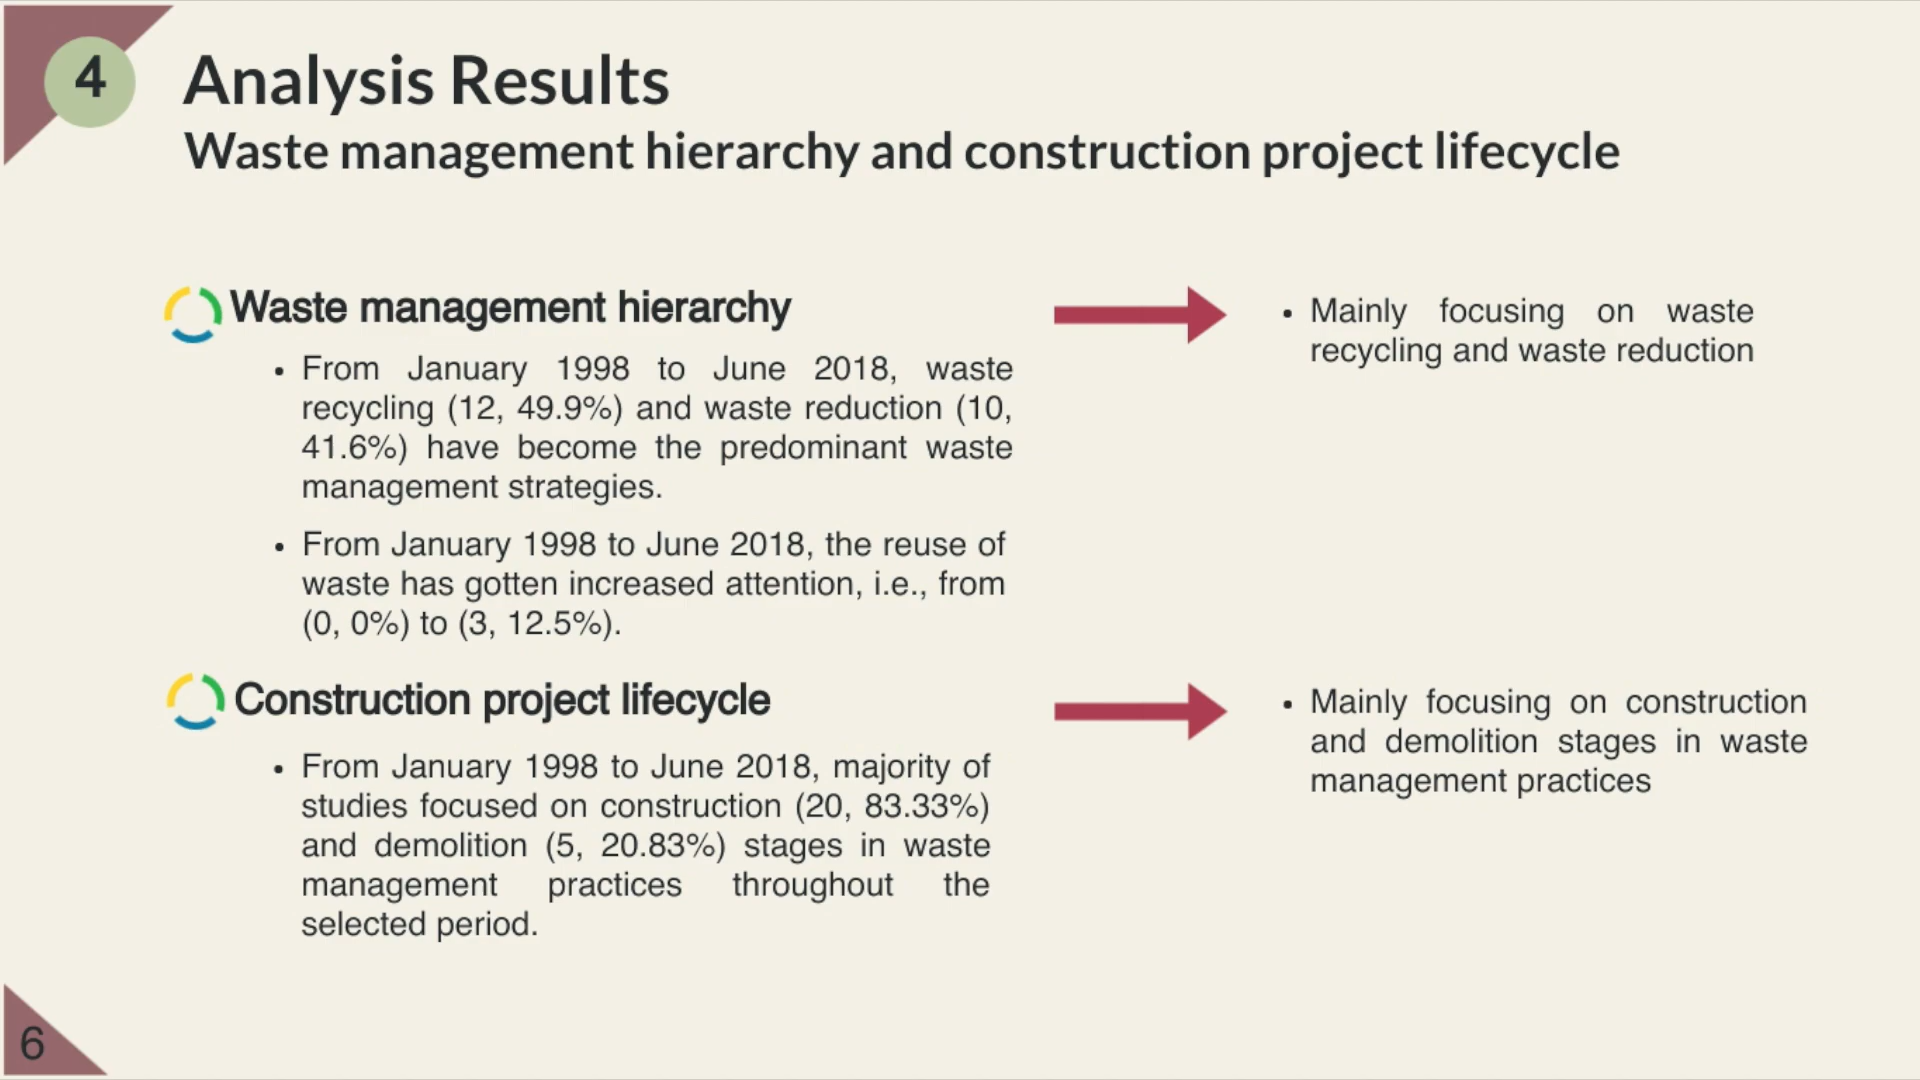 4
Analysis Results
Waste management hierarchy and construction project lifecycle
Waste management hierarchy
• From January 1998 to June 2018, waste
recycling (12, 49.9%) and waste reduction (10,
41.6%) have become the predominant waste
management strategies.
• From January 1998 to June 2018, the reuse of
waste has gotten increased attention, i.e., from
(0, 0%) to (3, 12.5%).
• Mainly focusing on waste
recycling and waste reduction
Construction project lifecycle
• From January 1998 to June 2018, majority of
studies focused on construction (20, 83.33%)
and demolition (5, 20.83%) stages in waste
management practices throughout the
selected period.
• Mainly focusing on construction
and demolition stages in waste
management practices
6